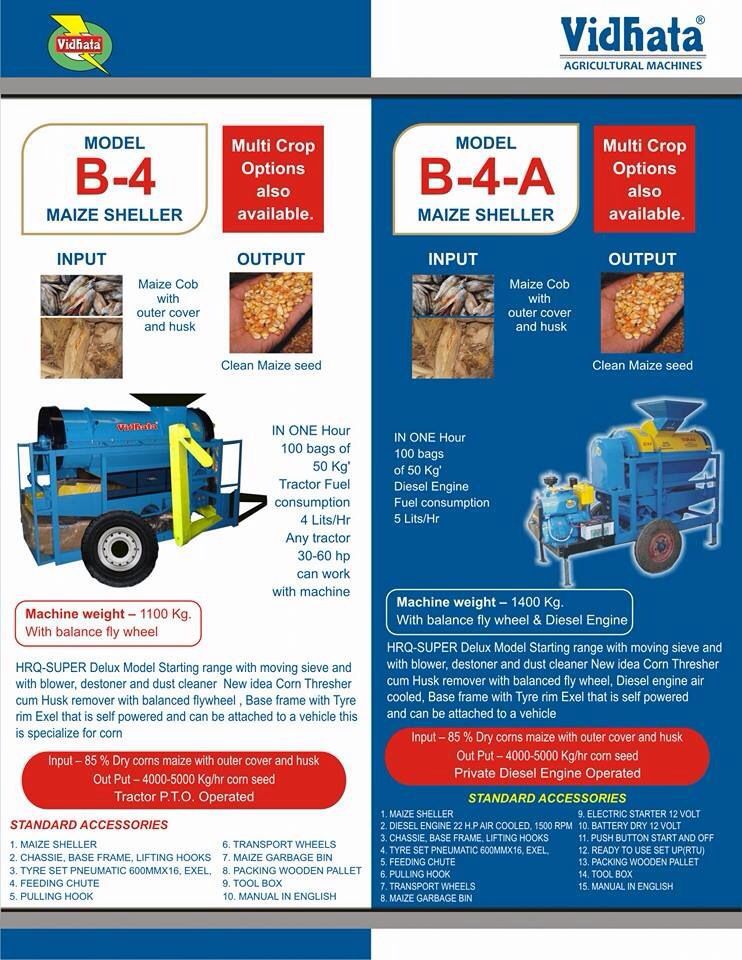 Vidhata
Vidhata®
AGRICULTURAL MACHINES
MODEL
B-4
MAIZE SHELLER
Multi Crop
Options
also
available.
INPUT
OUTPUT
Maize Cob
with
outer cover
and husk
Clean Maize seed
Vidhata
IN ONE Hour
100 bags of
50 Kg'
Tractor Fuel
consumption
4 Lits/Hr
Any tractor
30-60 hp
can work
with machine
Machine weight – 1100 Kg.
With balance fly wheel
HRQ-SUPER Delux Model Starting range with moving sieve and
with blower, destoner and dust cleaner New idea Corn Thresher
cum Husk remover with balanced flywheel , Base frame with Tyre
rim Exel that is self powered and can be attached to a vehicle this
is specialize for corn
Input – 85 % Dry corns maize with outer cover and husk
Out Put – 4000-5000 Kg/hr corn seed
Tractor P.T.O. Operated
STANDARD ACCESSORIES
1. MAIZE SHELLER
2. CHASSIE, BASE FRAME, LIFTING HOOKS
3. TYRE SET PNEUMATIC 600MMX16, EXEL,
4. FEEDING CHUTE
5. PULLING HOOK
6. TRANSPORT WHEELS
7. MAIZE GARBAGE BIN
8. PACKING WOODEN PALLET
9. TOOL BOX
10. MANUAL IN ENGLISH
MODEL
B-4-A
MAIZE SHELLER
Multi Crop
Options
also
available.
INPUT
OUTPUT
Maize Cob
with
outer cover
and husk
Clean Maize seed
IN ONE Hour
100 bags
of 50 Kg'
Diesel Engine
Fuel consumption
5 Lits/Hr
Machine weight – 1400 Kg.
With balance fly wheel & Diesel Engine
HRQ-SUPER Delux Model Starting range with moving sieve and
with blower, destoner and dust cleaner New idea Corn Thresher
cum Husk remover with balanced fly wheel, Diesel engine air
cooled, Base frame with Tyre rim Exel that is self powered
and can be attached to a vehicle
Input – 85 % Dry corns maize with outer cover and husk
Out Put – 4000-5000 Kg/hr corn seed
Private Diesel Engine Operated
STANDARD ACCESSORIES
1. MAIZE SHELLER
2. DIESEL ENGINE 22 H.P AIR COOLED, 1500 RPM
3. CHASSIE, BASE FRAME, LIFTING HOOKS
4. TYRE SET PNEUMATIC 600MMX16, EXEL,
5. FEEDING CHUTE
6. PULLING HOOK
7. TRANSPORT WHEELS
8. MAIZE GARBAGE BIN
9. ELECTRIC STARTER 12 VOLT
10. BATTERY DRY 12 VOLT
11. PUSH BUTTON START AND OFF
12. READY TO USE SET UP(RTU)
13. PACKING WOODEN PALLET
14. TOOL BOX
15. MANUAL IN ENGLISH